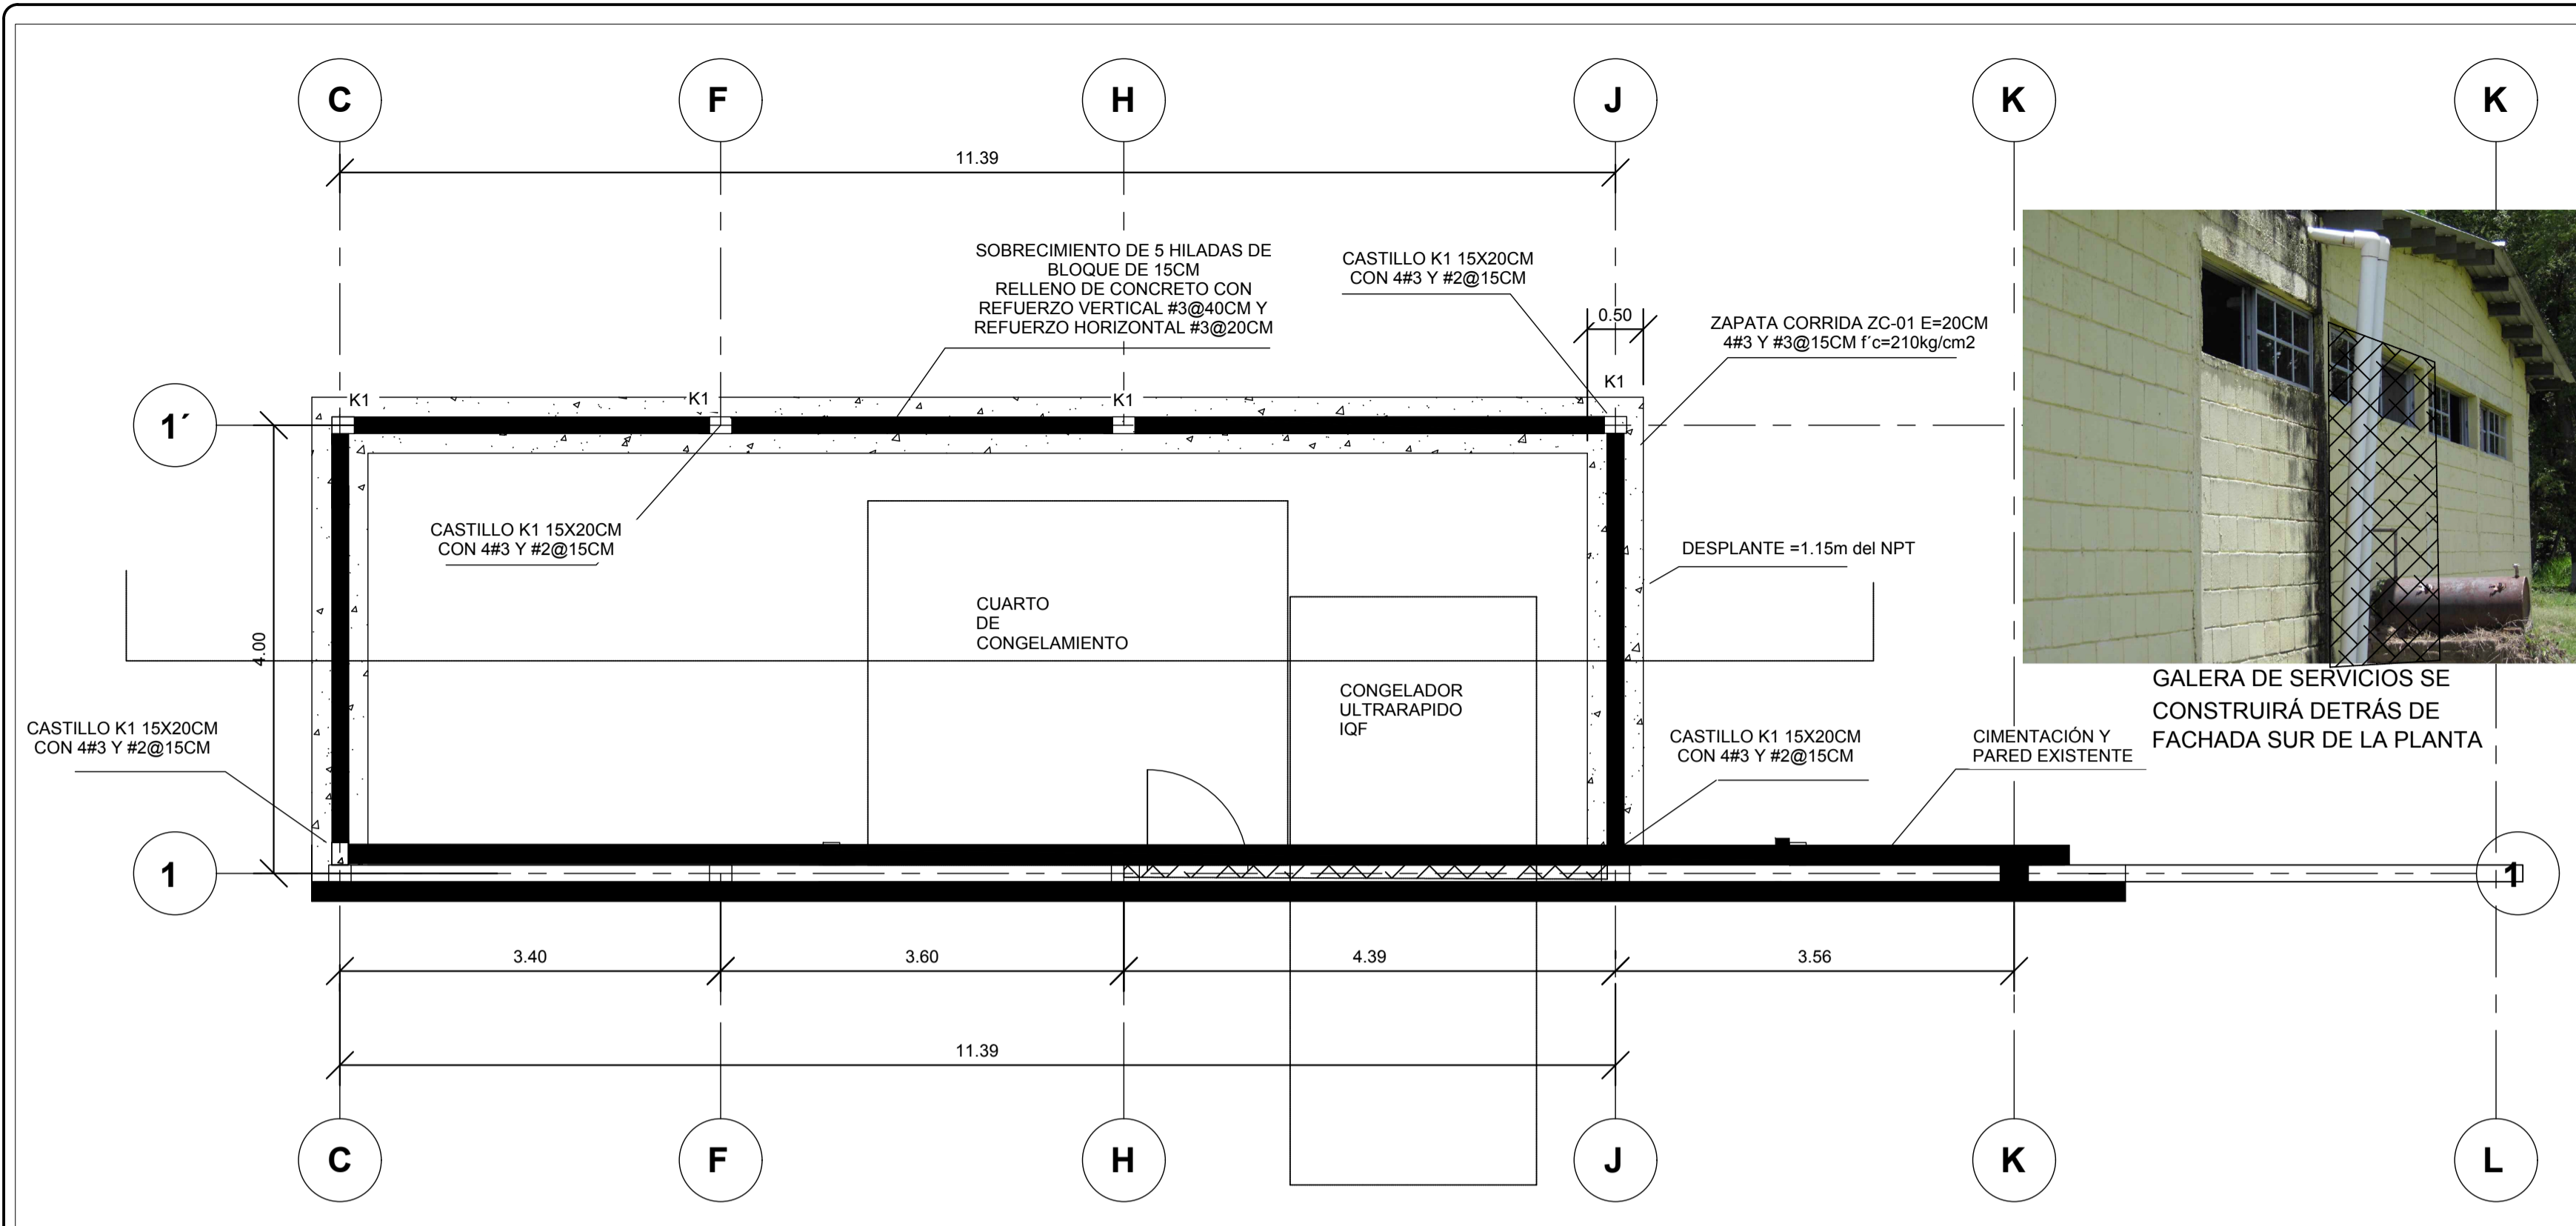 C
F
H
J
K
K
11.39
SOBRECIMIENTO DE 5 HILADAS DE
BLOQUE DE 15CM
RELLENO DE CONCRETO CON
REFUERZO VERTICAL #3@40CM Y
REFUERZO HORIZONTAL #3@20CM
CASTILLO K1 15X20CM
CON 4#3 Y #2@15CM
0.50
ZAPATA CORRIDA ZC-01 E=20CM
4#3 Y #3@15CM f´c=210kg/cm2
K1
K1
K1
K1
1´
CASTILLO K1 15X20CM
CON 4#3 Y #2@15CM
DESPLANTE =1.15m del NPT
4.00
CUARTO
DE
CONGELAMIENTO
CONGELADOR
ULTRARAPIDO
IQF
GALERA DE SERVICIOS SE
CONSTRUIRÁ DETRÁS DE
FACHADA SUR DE LA PLANTA
CASTILLO K1 15X20CM
CON 4#3 Y #2@15CM
CASTILLO K1 15X20CM
CON 4#3 Y #2@15CM
CIMENTACIÓN Y
PARED EXISTENTE
1
1
3.40
3.60
4.39
3.56
11.39
C
F
H
J
K
L